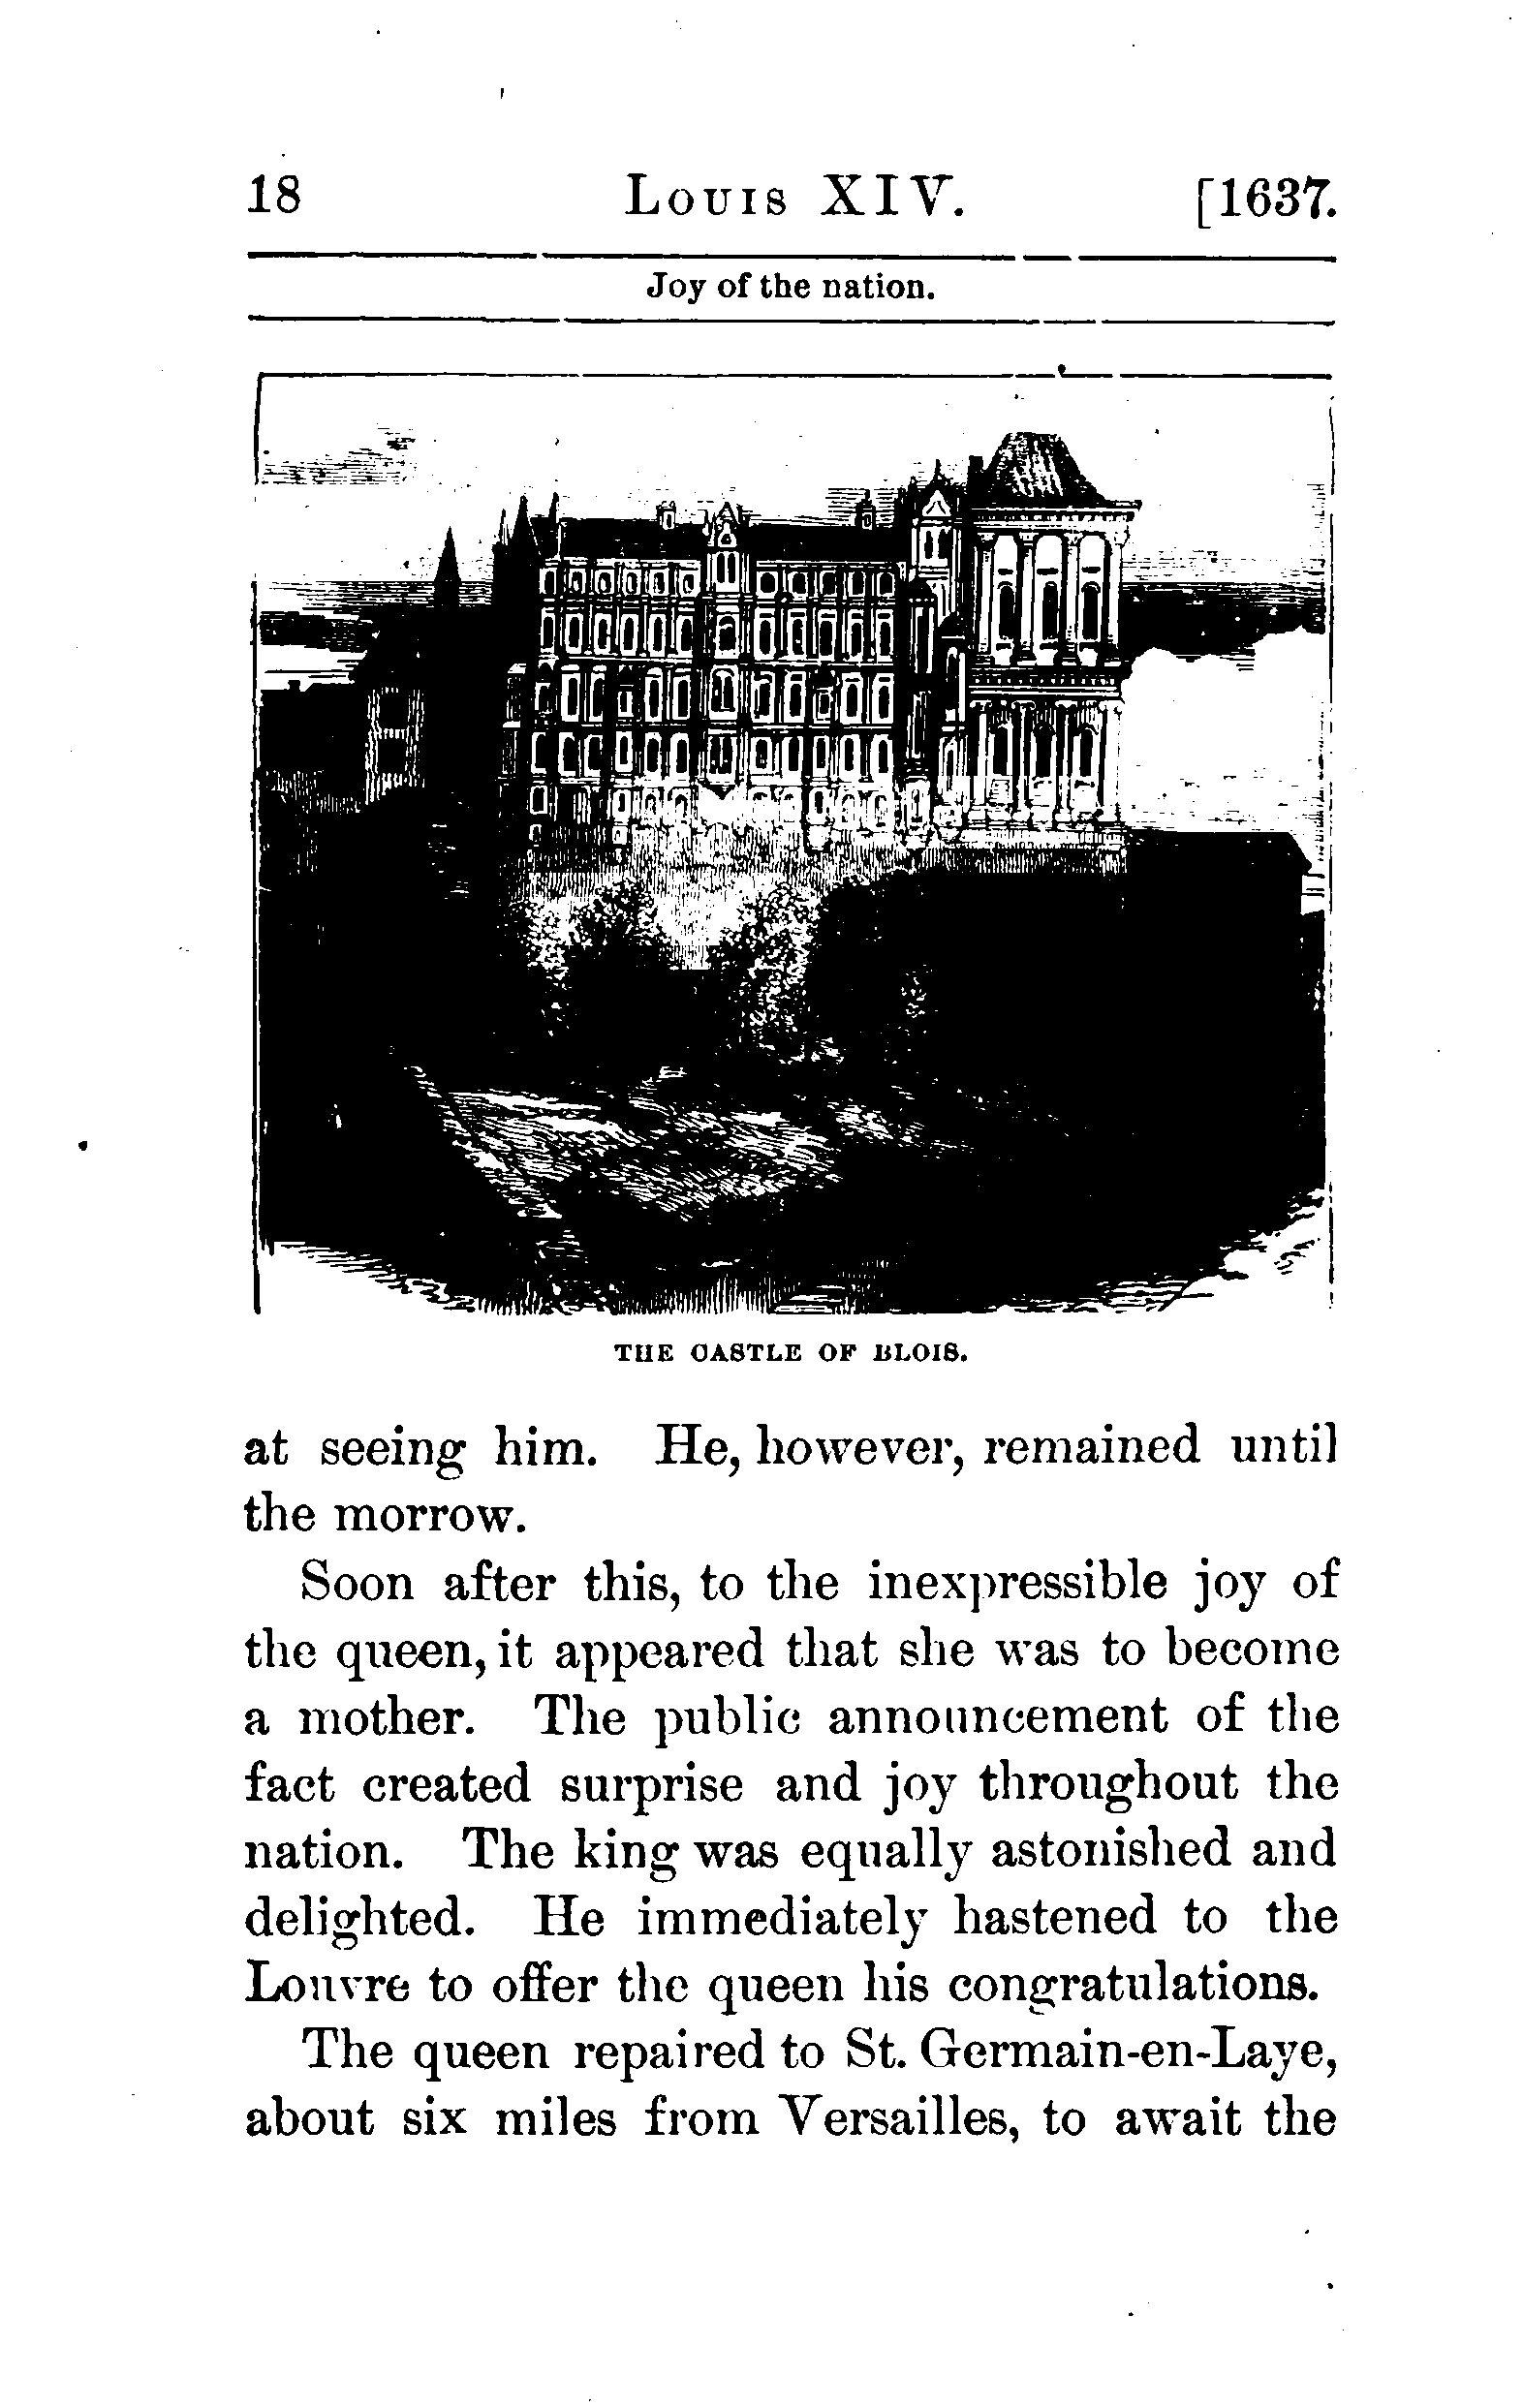 18 Louis XIV. [1637.
Joy of the nation.
THE CASTLE OF BLOIS.
at seeing him. He, however, remained until
the morrow.
Soon after this, to the inexpressible joy of
the queen, it appeared that she was to become
a mother. The public announcement of the
fact created surprise and joy throughout the
nation. The king was equally astonished and
delighted. He immediately hastened to the
Louvre to offer the queen his congratulations.
The queen repaired to St. Germain-en-Laye,
about six miles from Versailles, to await the